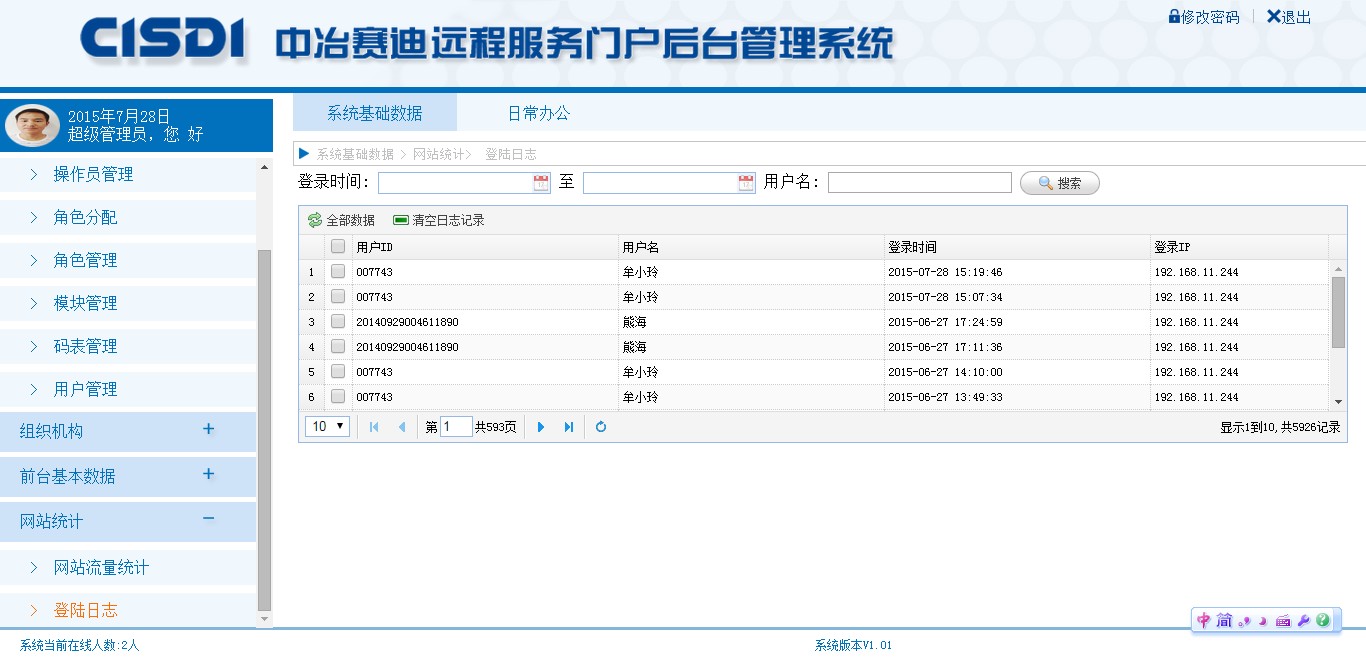 CISDI 中冶赛迪远程服务门户后台管理系统
修改密码 退出
2015年7月28日
超级管理员，您 好
系统基础数据 日常办公
系统基础数据 > 网站统计> 登陆日志
登录时间： 至 用户名： 搜索
全部数据 清空日志记录
用户ID 用户名 登录时间 登录IP
1 007743 牟小玲 2015-07-28 15:19:46 192.168.11.244
2 007743 牟小玲 2015-07-28 15:07:34 192.168.11.244
3 20140929004611890 熊海 2015-06-27 17:24:59 192.168.11.244
4 20140929004611890 熊海 2015-06-27 17:11:36 192.168.11.244
5 007743 牟小玲 2015-06-27 14:10:00 192.168.11.244
6 007743 牟小玲 2015-06-27 13:49:33 192.168.11.244
10 第 1 共593页 显示1到10,共5926记录
操作员管理
角色分配
角色管理
模块管理
码表管理
用户管理
组织机构 +
前台基本数据 +
网站统计 −
网站流量统计
登陆日志
中 简
系统当前在线人数:2人 系统版本V1.01